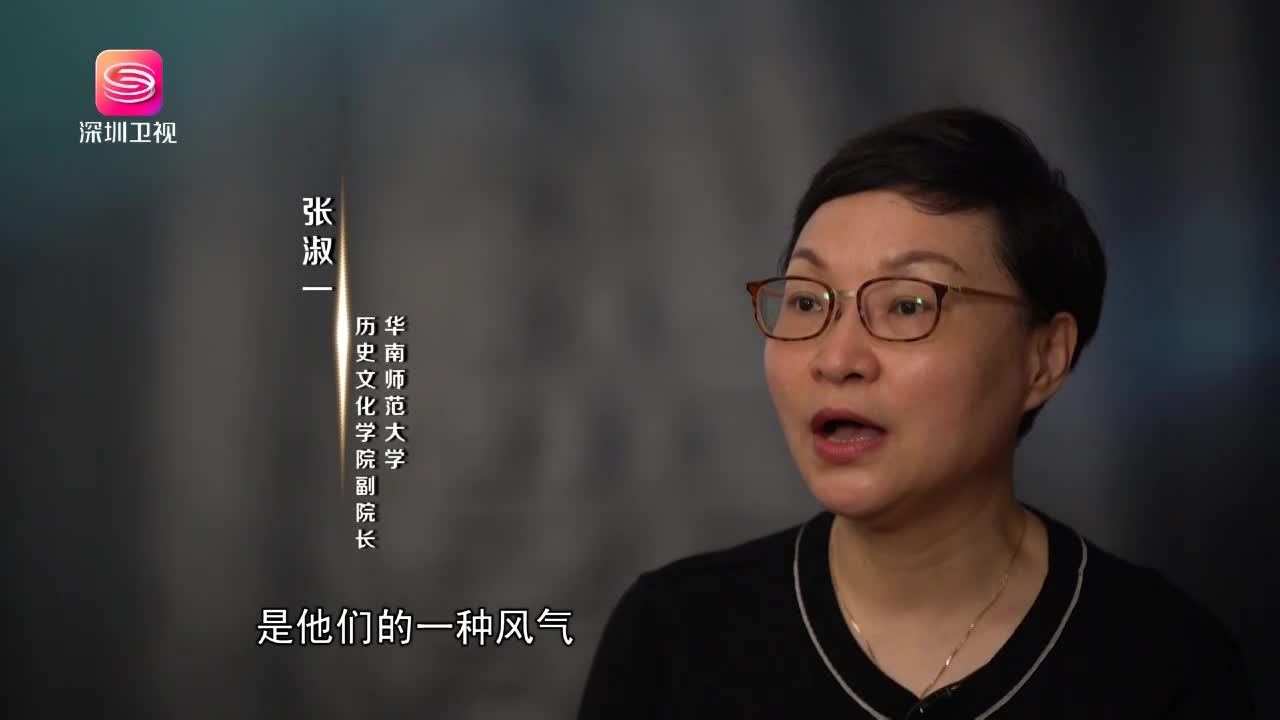 深圳卫视
张淑一
华南师范大学
历史文化学院副院长
是他们的一种风气